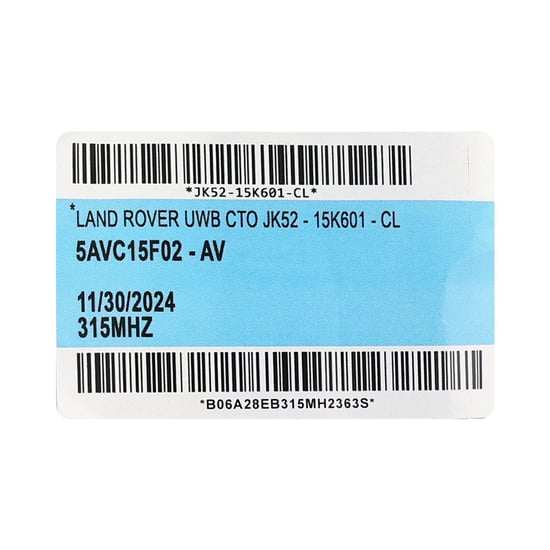 *JK52-15K601-CL*
*LAND ROVER UWB CTO JK52 - 15K601 - CL
5AVC15F02 - AV
11/30/2024
315MHZ
*B06A28EB315MH2363S*